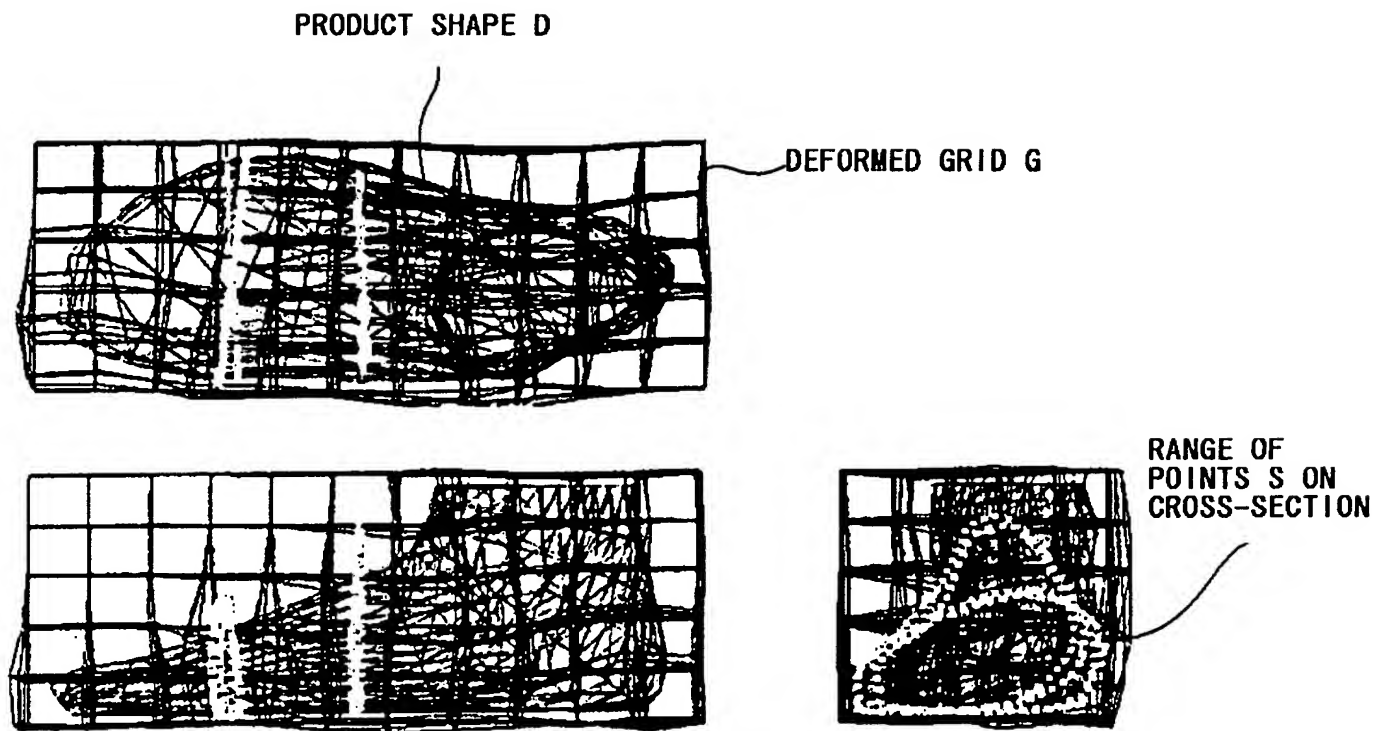 PRODUCT SHAPE D
DEFORMED GRID G
RANGE OF
POINTS S ON
CROSS-SECTION